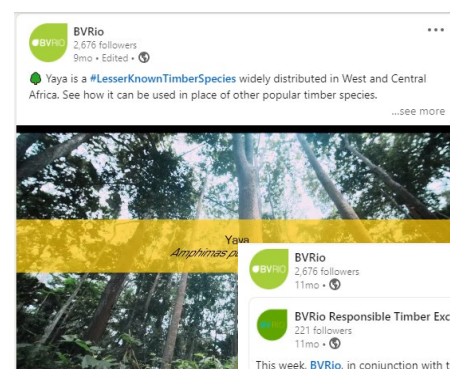 BVRio
2,676 followers
9mo • Edited •
Yaya is a #LesserKnownTimberSpecies widely distributed in West and Central
Africa. See how it can be used in place of other popular timber species.
...see more
Yaya
Amphimas
BVRIO
BVRio
2,676 followers
11mo •
BVRio Responsible Timber
221 followers
11mo •
This week, BVRio, in conjunction with